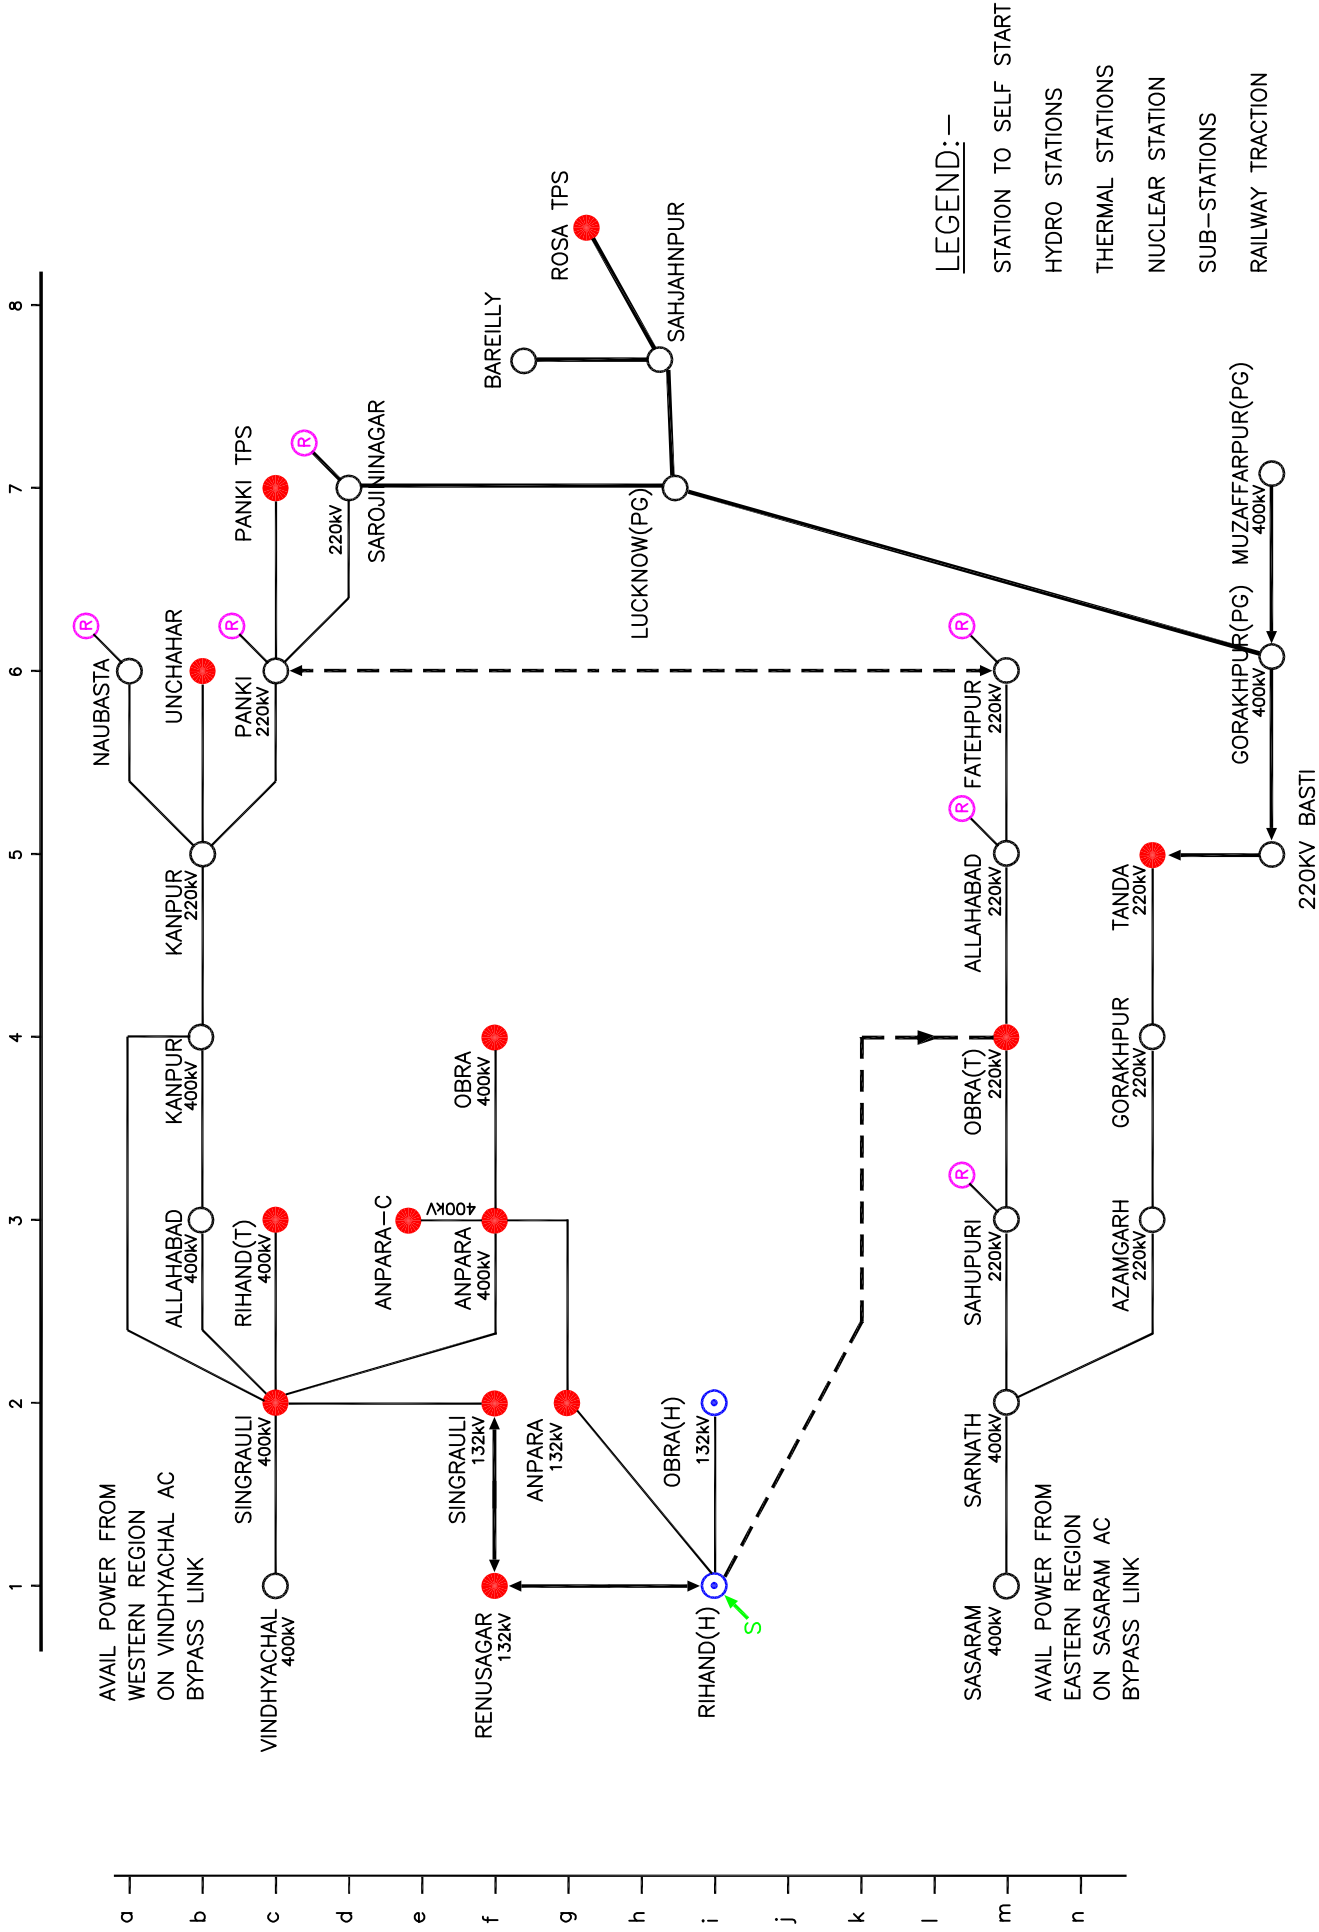 1
2
3
4
5
6
7
8
a
b
c
d
e
f
g
h
i
j
k
l
m
n
AVAIL POWER FROM
WESTERN REGION
ON VINDHYACHAL AC
BYPASS LINK
VINDHYACHAL
400kV
SINGRAULI
400kV
ALLAHABAD
400kV
RIHAND(T)
400kV
KANPUR
400kV
KANPUR
220kV
NAUBASTA
R
UNCHAHAR
PANKI
220kV
R
PANKI TPS
220kV
SAROJININAGAR
R
RENUSAGAR
132kV
SINGRAULI
132kV
ANPARA
132kV
ANPARA-C
400kV
ANPARA
400kV
OBRA
400kV
BAREILLY
ROSA TPS
SAHJAHNPUR
LUCKNOW(PG)
RIHAND(H)
S
OBRA(H)
132kV
SASARAM
400kV
AVAIL POWER FROM
EASTERN REGION
ON SASARAM AC
BYPASS LINK
SARNATH
400kV
SAHUPURI
220kV
R
OBRA(T)
220kV
ALLAHABAD
220kV
R
FATEHPUR
220kV
R
AZAMGARH
220kV
GORAKHPUR
220kV
TANDA
220kV
220KV BASTI
GORAKHPUR(PG)
400kV
MUZAFFARPUR(PG)
400kV
LEGEND:-
STATION TO SELF START
HYDRO STATIONS
THERMAL STATIONS
NUCLEAR STATION
SUB-STATIONS
RAILWAY TRACTION